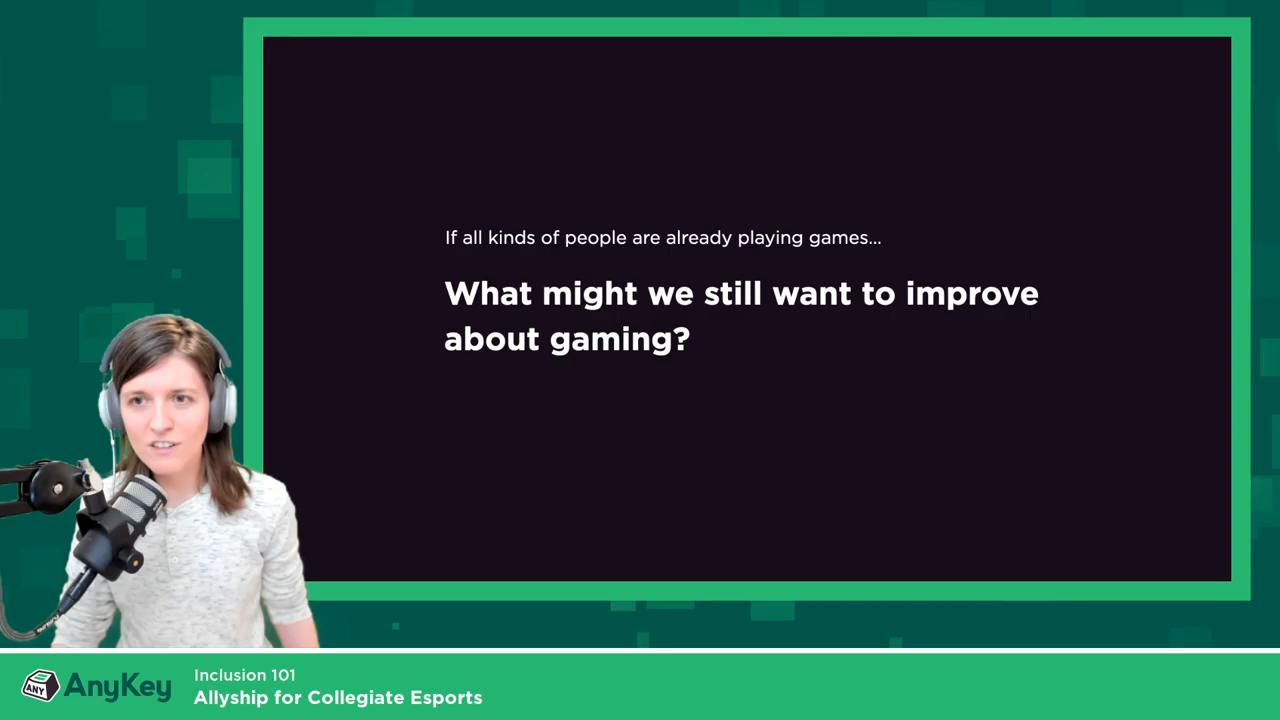 If all kinds of people are already playing games...
What might we still want to improve
about gaming?
ANY
AnyKey
Inclusion 101
Allyship for Collegiate Esports